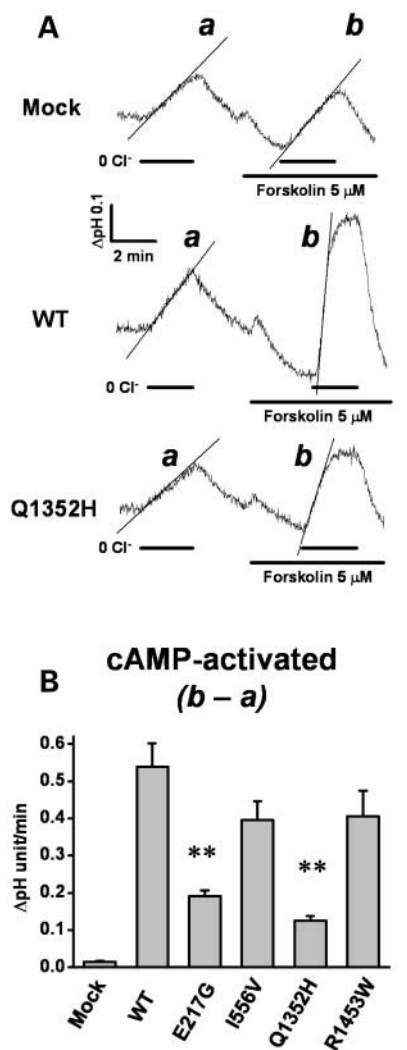 A
a b
Mock
0 Cl⁻
Forskolin 5 μM
ΔpH 0.1
2 min
a b
WT
0 Cl⁻
Forskolin 5 μM
a b
Q1352H
0 Cl⁻
Forskolin 5 μM
B
cAMP-activated
(b – a)
ΔpH unit/min
0.6
0.5
0.4
0.3
0.2
0.1
0.0
** **
Mock WT E217G I556V Q1352H R1453W